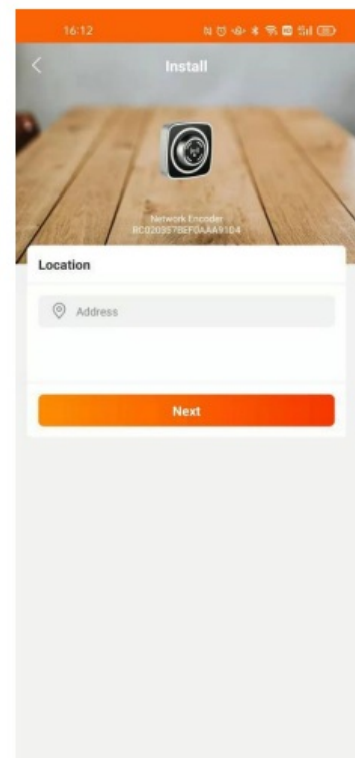 16:12
Install
Network Encoder
Location
Address
Next